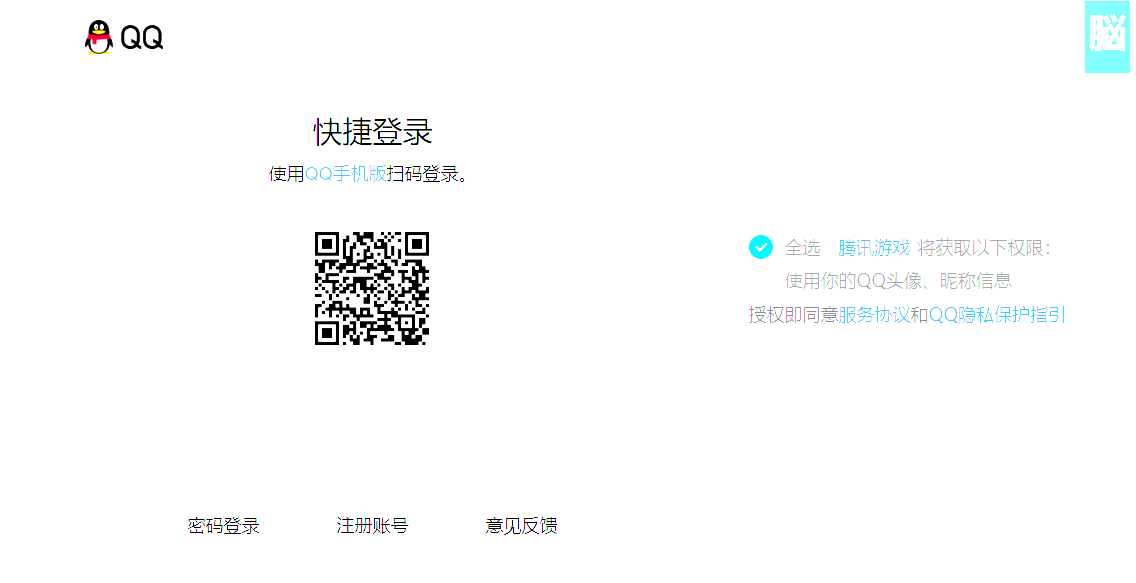 QQ
脳
快捷登录
使用QQ手机版扫码登录。
全选 腾讯游戏 将获取以下权限：
使用你的QQ头像、昵称信息
授权即同意服务协议和QQ隐私保护指引
密码登录 注册账号 意见反馈